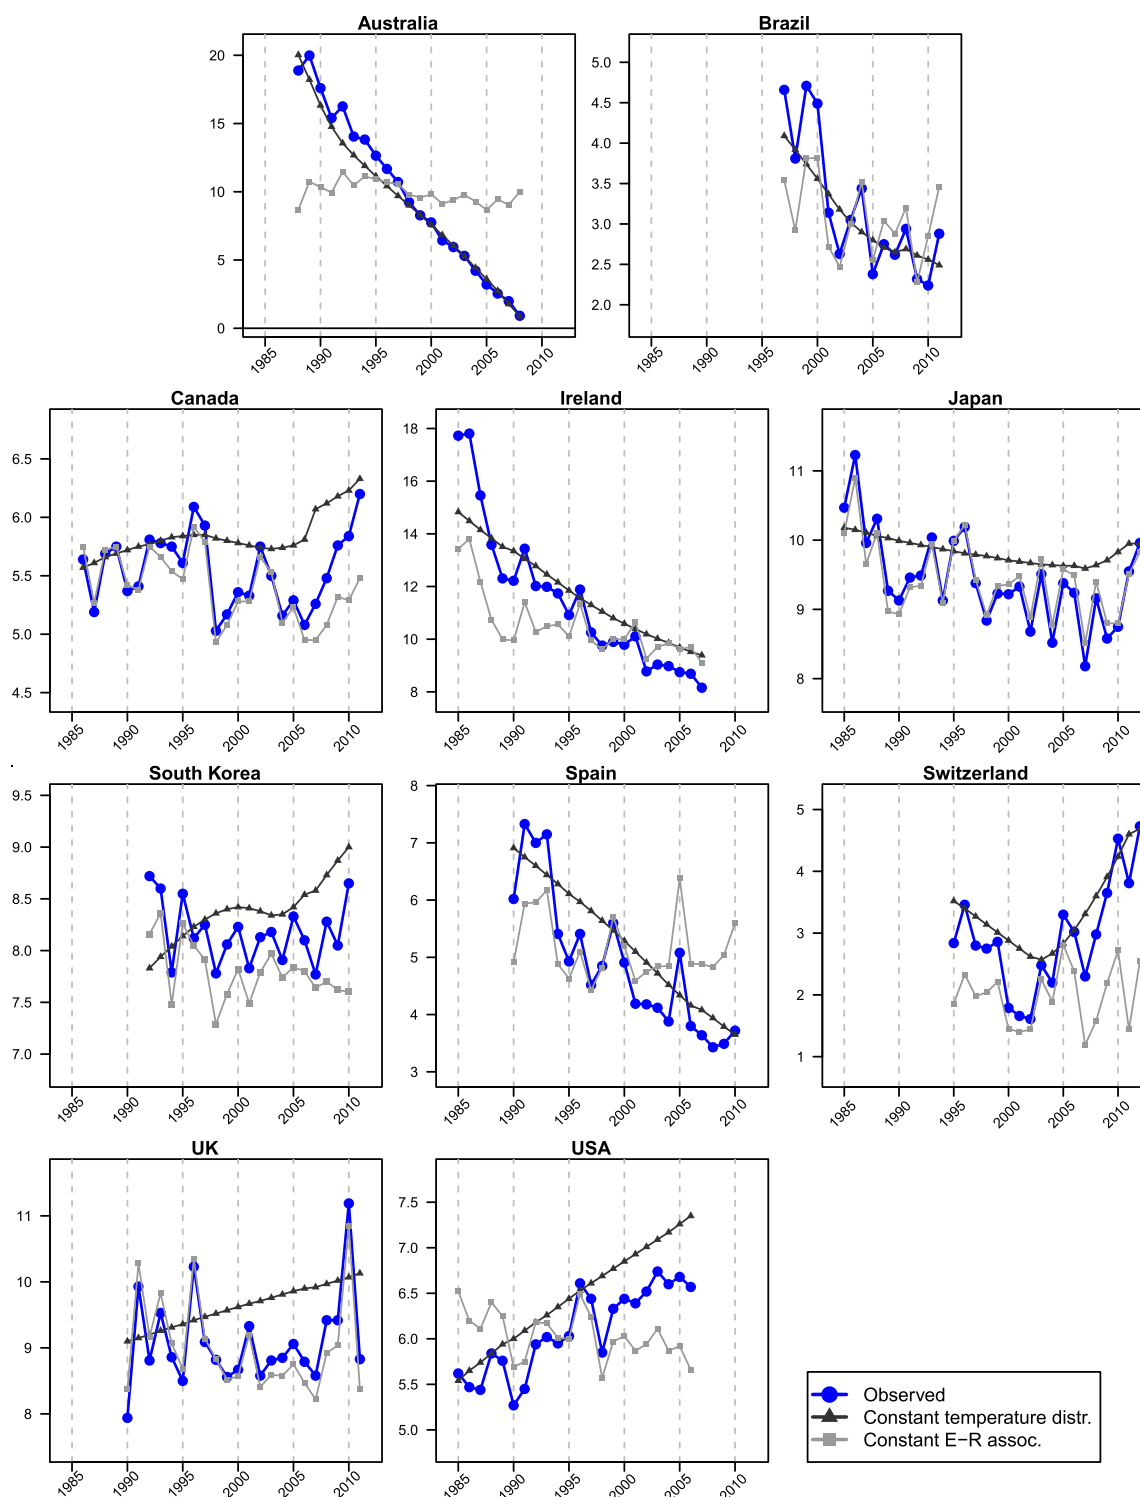 Australia
20
15
10
5
0
1985 1990 1995 2000 2005 2010
Brazil
5.0
4.5
4.0
3.5
3.0
2.5
2.0
1985 1990 1995 2000 2005 2010
Canada
6.5
6.0
5.5
5.0
4.5
1985 1990 1995 2000 2005 2010
Ireland
18
16
14
12
10
8
1985 1990 1995 2000 2005 2010
Japan
11
10
9
8
1985 1990 1995 2000 2005 2010
South Korea
9.5
9.0
8.5
8.0
7.5
7.0
1985 1990 1995 2000 2005 2010
Spain
8
7
6
5
4
3
1985 1990 1995 2000 2005 2010
Switzerland
5
4
3
2
1
1985 1990 1995 2000 2005 2010
UK
11
10
9
8
1985 1990 1995 2000 2005 2010
USA
7.5
7.0
6.5
6.0
5.5
5.0
1985 1990 1995 2000 2005 2010
Observed
Constant temperature distr.
Constant E−R assoc.